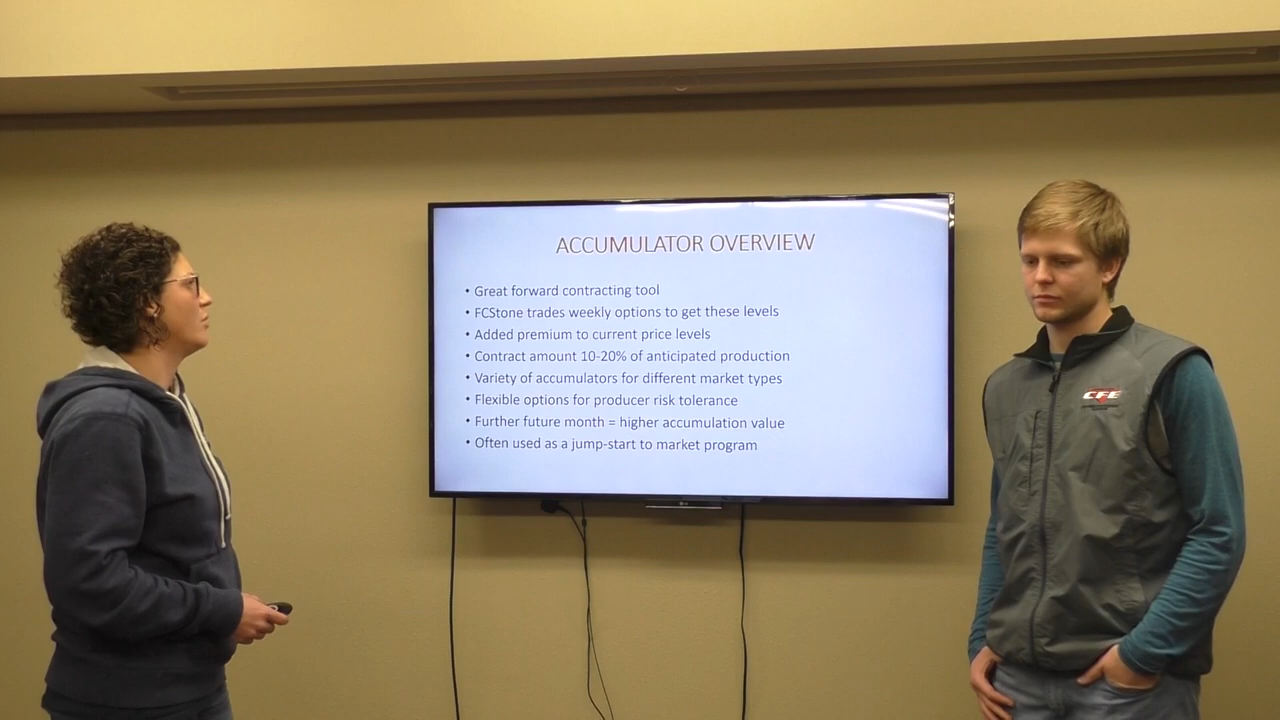 ACCUMULATOR OVERVIEW
• Great forward contracting tool
• FCStone trades weekly options to get these levels
• Added premium to current price levels
• Contract amount 10-20% of anticipated production
• Variety of accumulators for different market types
• Flexible options for producer risk tolerance
• Further future month = higher accumulation value
• Often used as a jump-start to market program
CFE